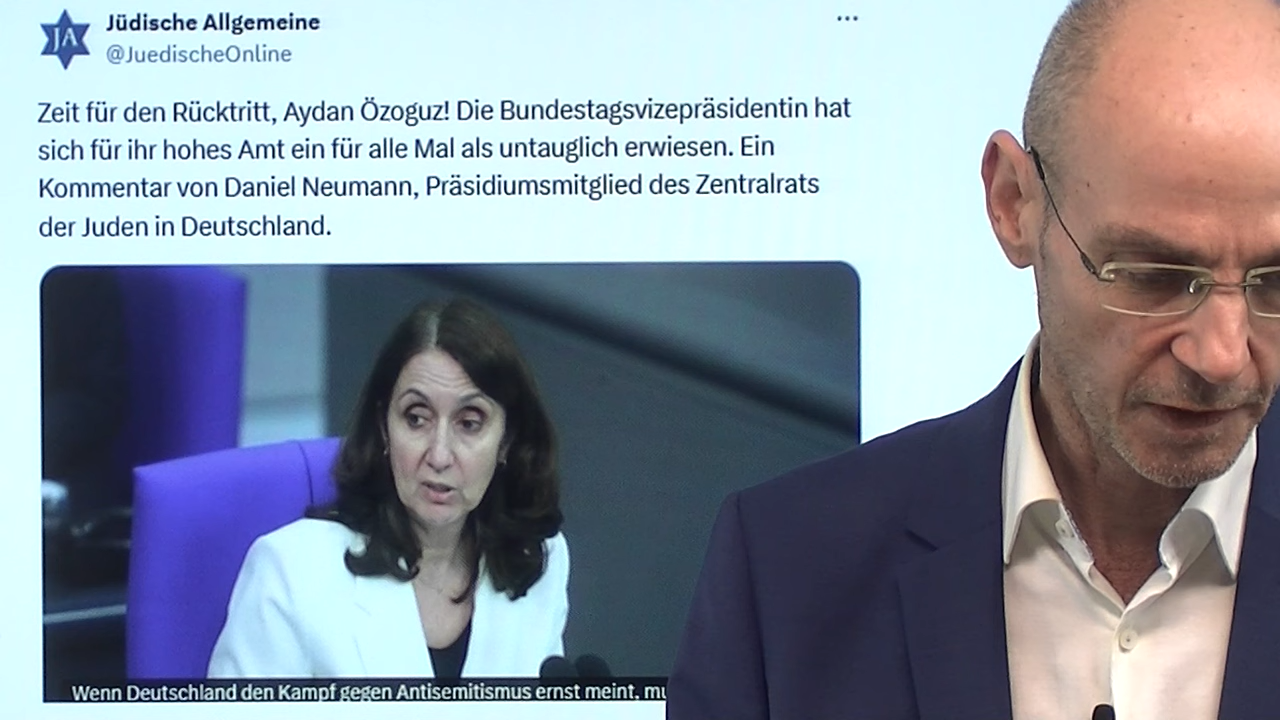 JA
Jüdische Allgemeine
@JuedischeOnline
Zeit für den Rücktritt, Aydan Özoguz! Die Bundestagsvizepräsidentin hat
sich für ihr hohes Amt ein für alle Mal als untauglich erwiesen. Ein
Kommentar von Daniel Neumann, Präsidiumsmitglied des Zentralrats
der Juden in Deutschland.
Wenn Deutschland den Kampf gegen Antisemitismus ernst meint,